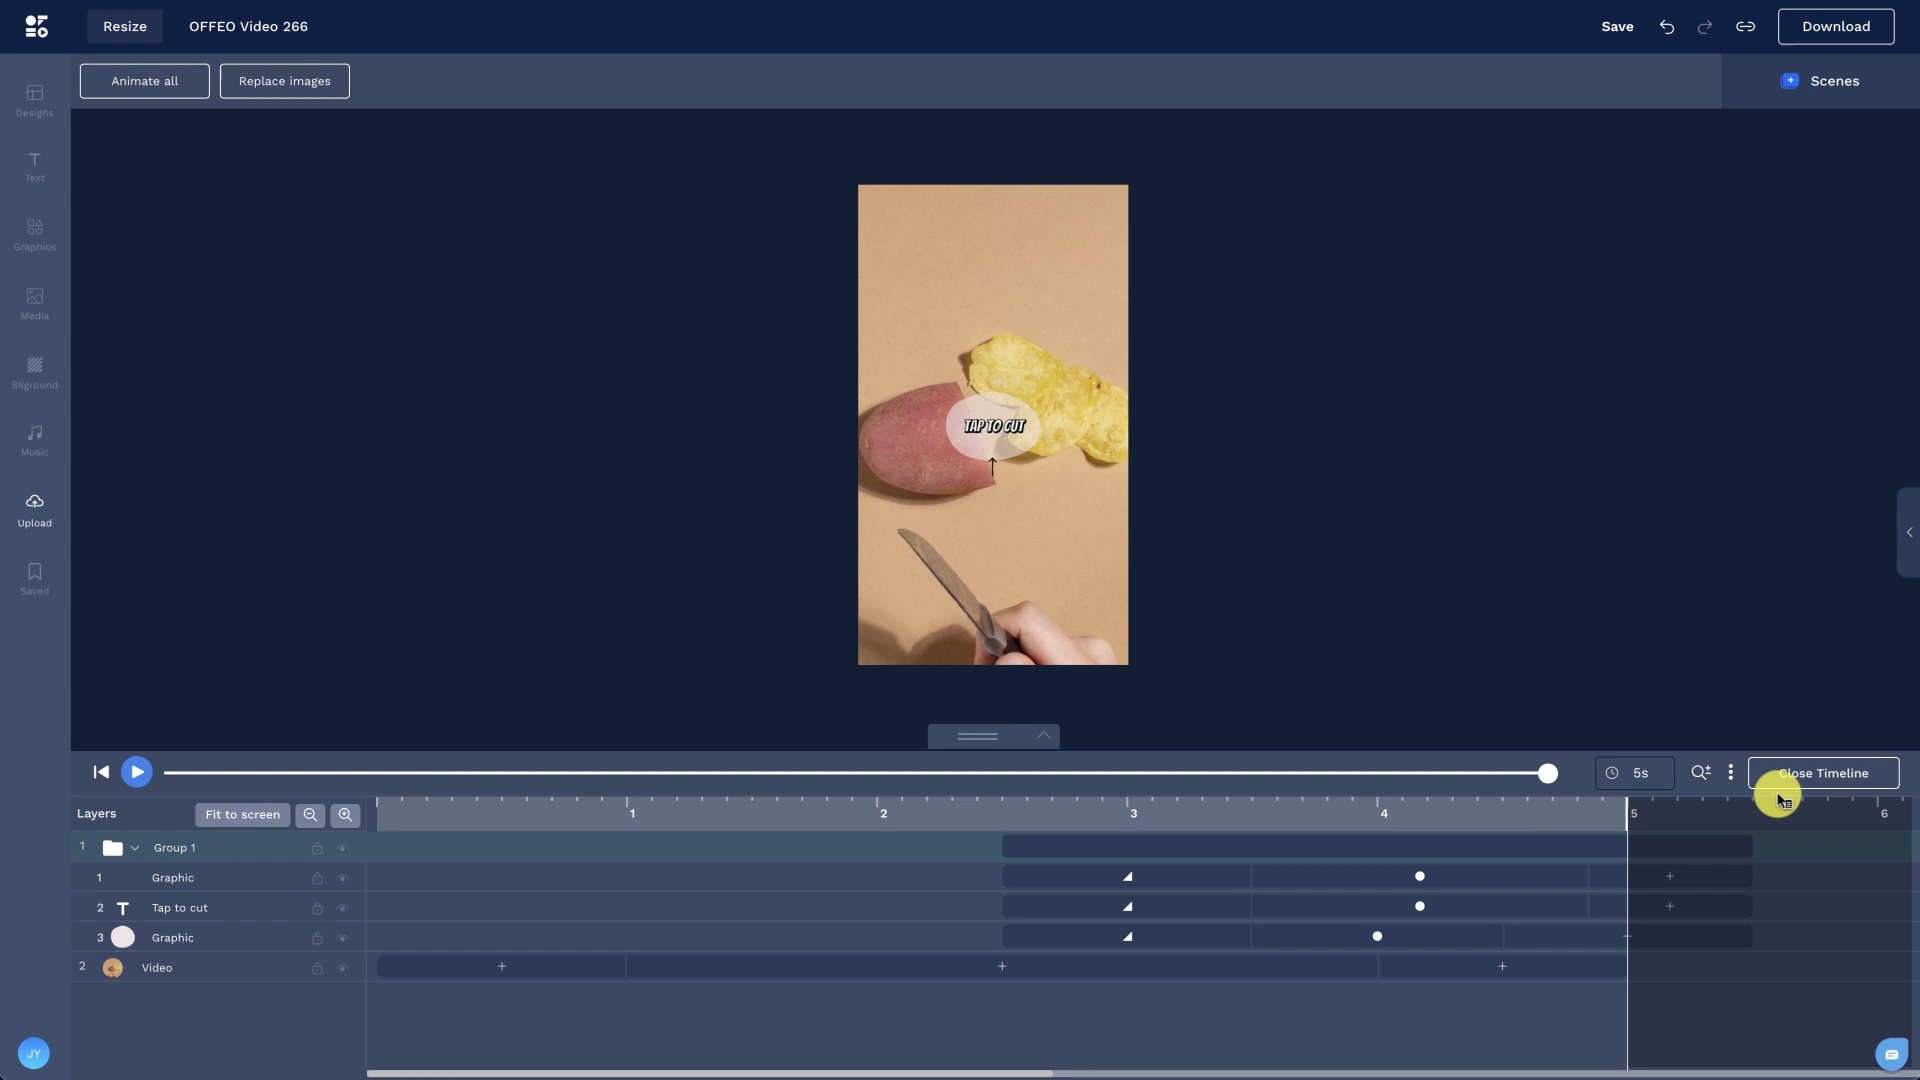 Resize
OFFEO Video 266
Save
Download
Animate all
Replace images
Scenes
Designs
Text
Graphics
Media
Bkground
Music
Upload
Saved
TAP TO CUT
5s
Close Timeline
Layers
Fit to screen
1 2 3 4 5 6
1 Group 1
1 Graphic
2 T Tap to cut
3 Graphic
2 Video
JY